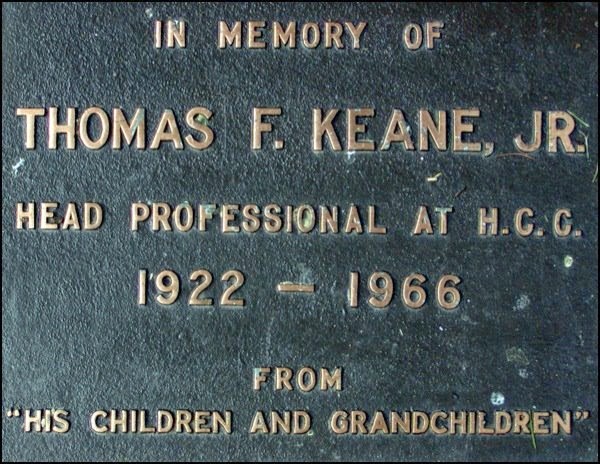 IN MEMORY OF
THOMAS F. KEANE, JR.
HEAD PROFESSIONAL AT H.C.C.
1922 – 1966
FROM
"HIS CHILDREN AND GRANDCHILDREN"